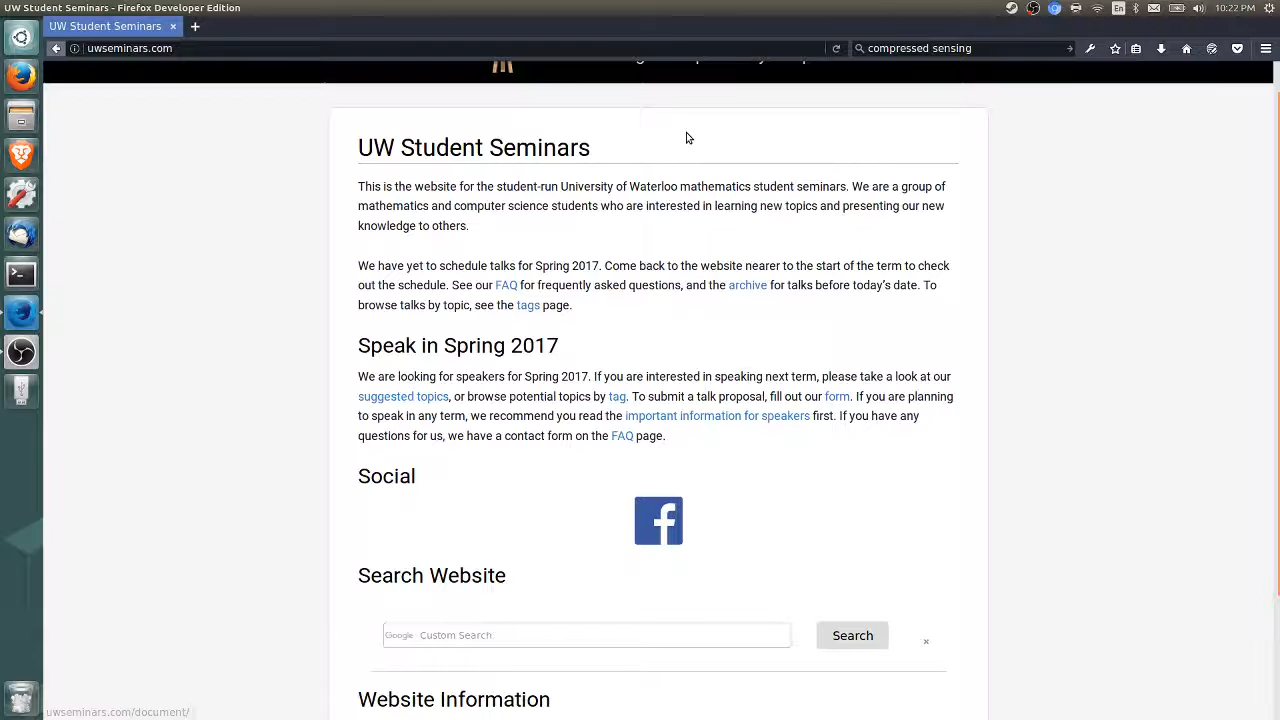 UW Student Seminars - Firefox Developer Edition
En
10:22 PM
UW Student Seminars
uwseminars.com
compressed sensing
UW Student Seminars
This is the website for the student-run University of Waterloo mathematics student seminars. We are a group of
mathematics and computer science students who are interested in learning new topics and presenting our new
knowledge to others.
We have yet to schedule talks for Spring 2017. Come back to the website nearer to the start of the term to check
out the schedule. See our FAQ for frequently asked questions, and the archive for talks before today's date. To
browse talks by topic, see the tags page.
Speak in Spring 2017
We are looking for speakers for Spring 2017. If you are interested in speaking next term, please take a look at our
suggested topics, or browse potential topics by tag. To submit a talk proposal, fill out our form. If you are planning
to speak in any term, we recommend you read the important information for speakers first. If you have any
questions for us, we have a contact form on the FAQ page.
Social
Search Website
Google Custom Search
Search
Website Information
uwseminars.com/document/